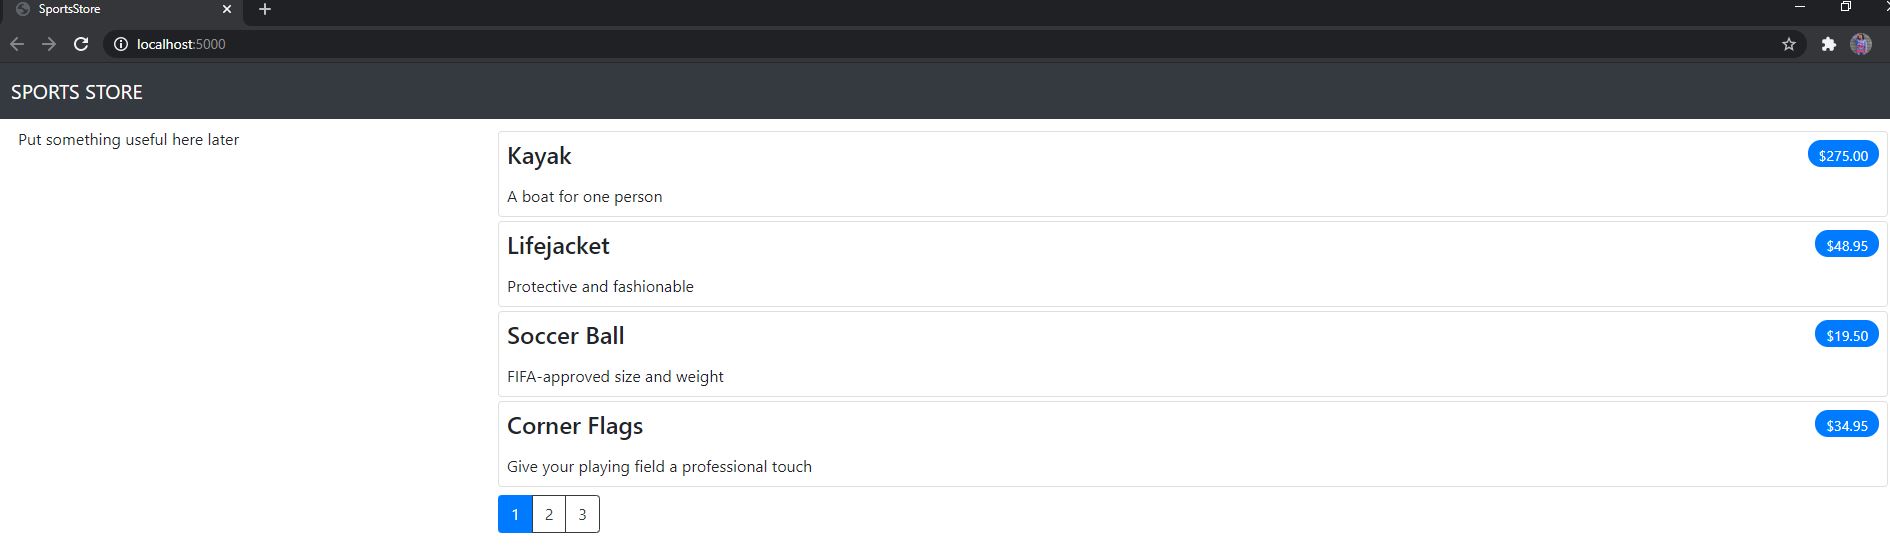 SportsStore
localhost:5000
SPORTS STORE
Put something useful here later
Kayak
$275.00
A boat for one person
Lifejacket
$48.95
Protective and fashionable
Soccer Ball
$19.50
FIFA-approved size and weight
Corner Flags
$34.95
Give your playing field a professional touch
1 2 3